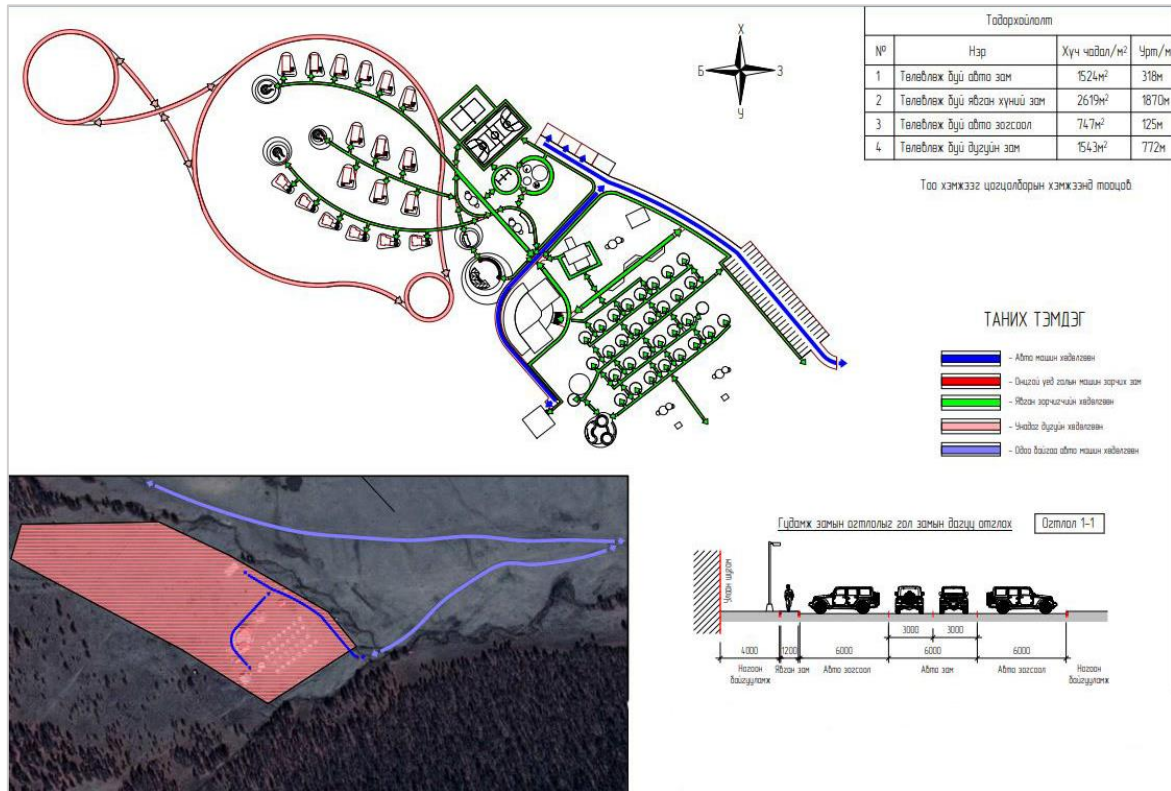 Х
Б
З
У
Тодорхойлолт
№ Нэр Хүч чадал/м² Урт/м
1 Төлөвлөж буй авто зам 1524м² 318м
2 Төлөвлөж буй явган хүний зам 2619м² 1870м
3 Төлөвлөж буй авто зогсоол 747м² 125м
4 Төлөвлөж буй дугуйн зам 1543м² 772м
Тоо хэмжээг цогцолборын хэмжээнд тооцов.
ТАНИХ ТЭМДЭГ
- Авто машин хөдөлгөөн
- Онцгой үед галын машин зорчих зам
- Явган зорчигчийн хөдөлгөөн
- Унадаг дугуйн хөдөлгөөн
- Одоо байгаа авто машин хөдөлгөөн
Гудамж замын огтлолыг гол замын дагуу отглох
Огтлол 1-1
Улаан шугам
3000 3000
4000 1200 6000 6000 6000
Ногоон байгууламж
Явган зам
Авто зогсоол
Авто зам
Авто зогсоол
Ногоон байгууламж